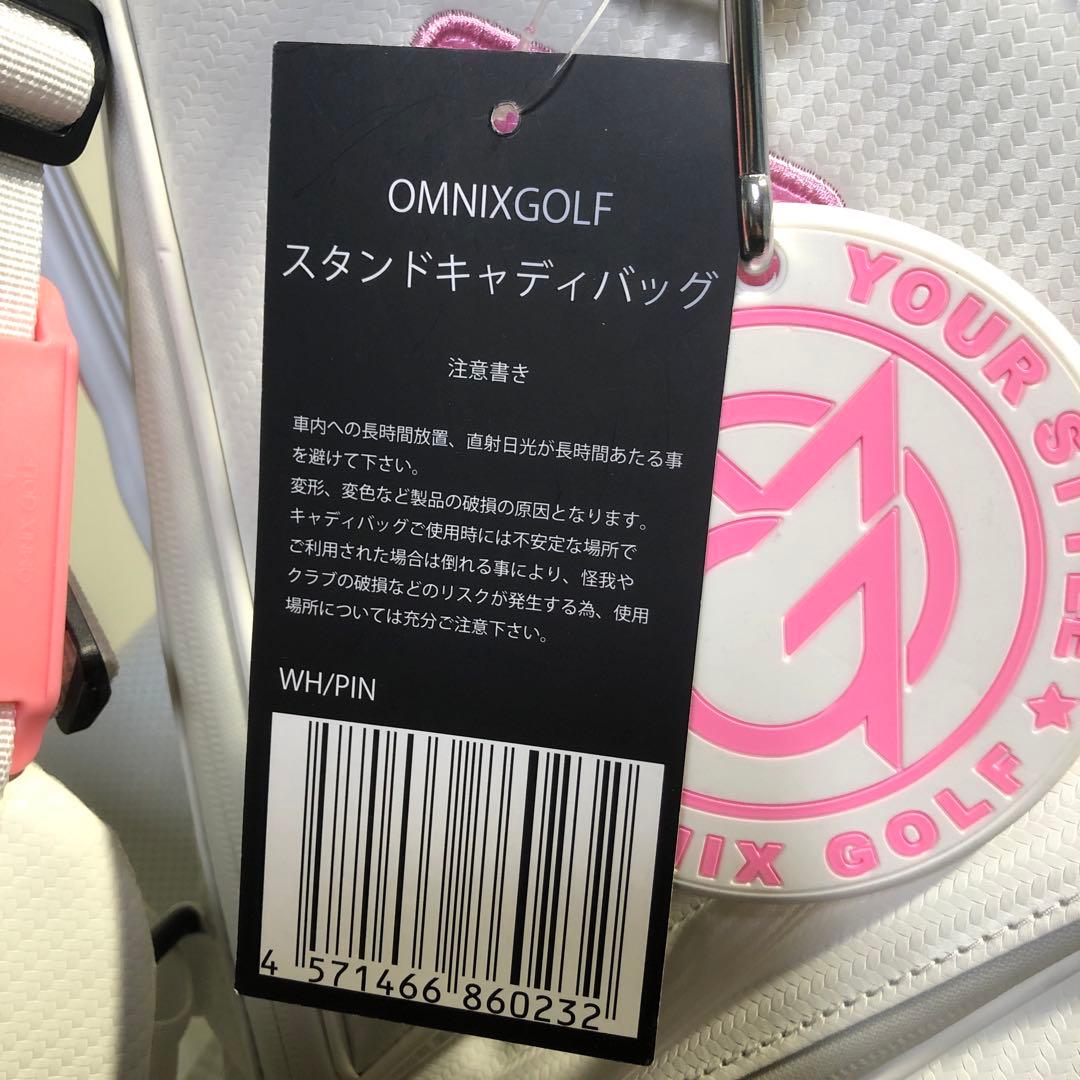 OMNIXGOLF
スタンドキャディバッグ
注意書き
車内への長時間放置、直射日光が長時間あたる事
を避けて下さい。
変形、変色など製品の破損の原因となります。
キャディバッグご使用時には不安定な場所で
ご利用された場合は倒れる事により、怪我や
クラブの破損などのリスクが発生する為、使用
場所については充分ご注意下さい。
WH/PIN
4 571466 860232
YOUR STYLE ★
NIX GOLF
OMNIX GOLF